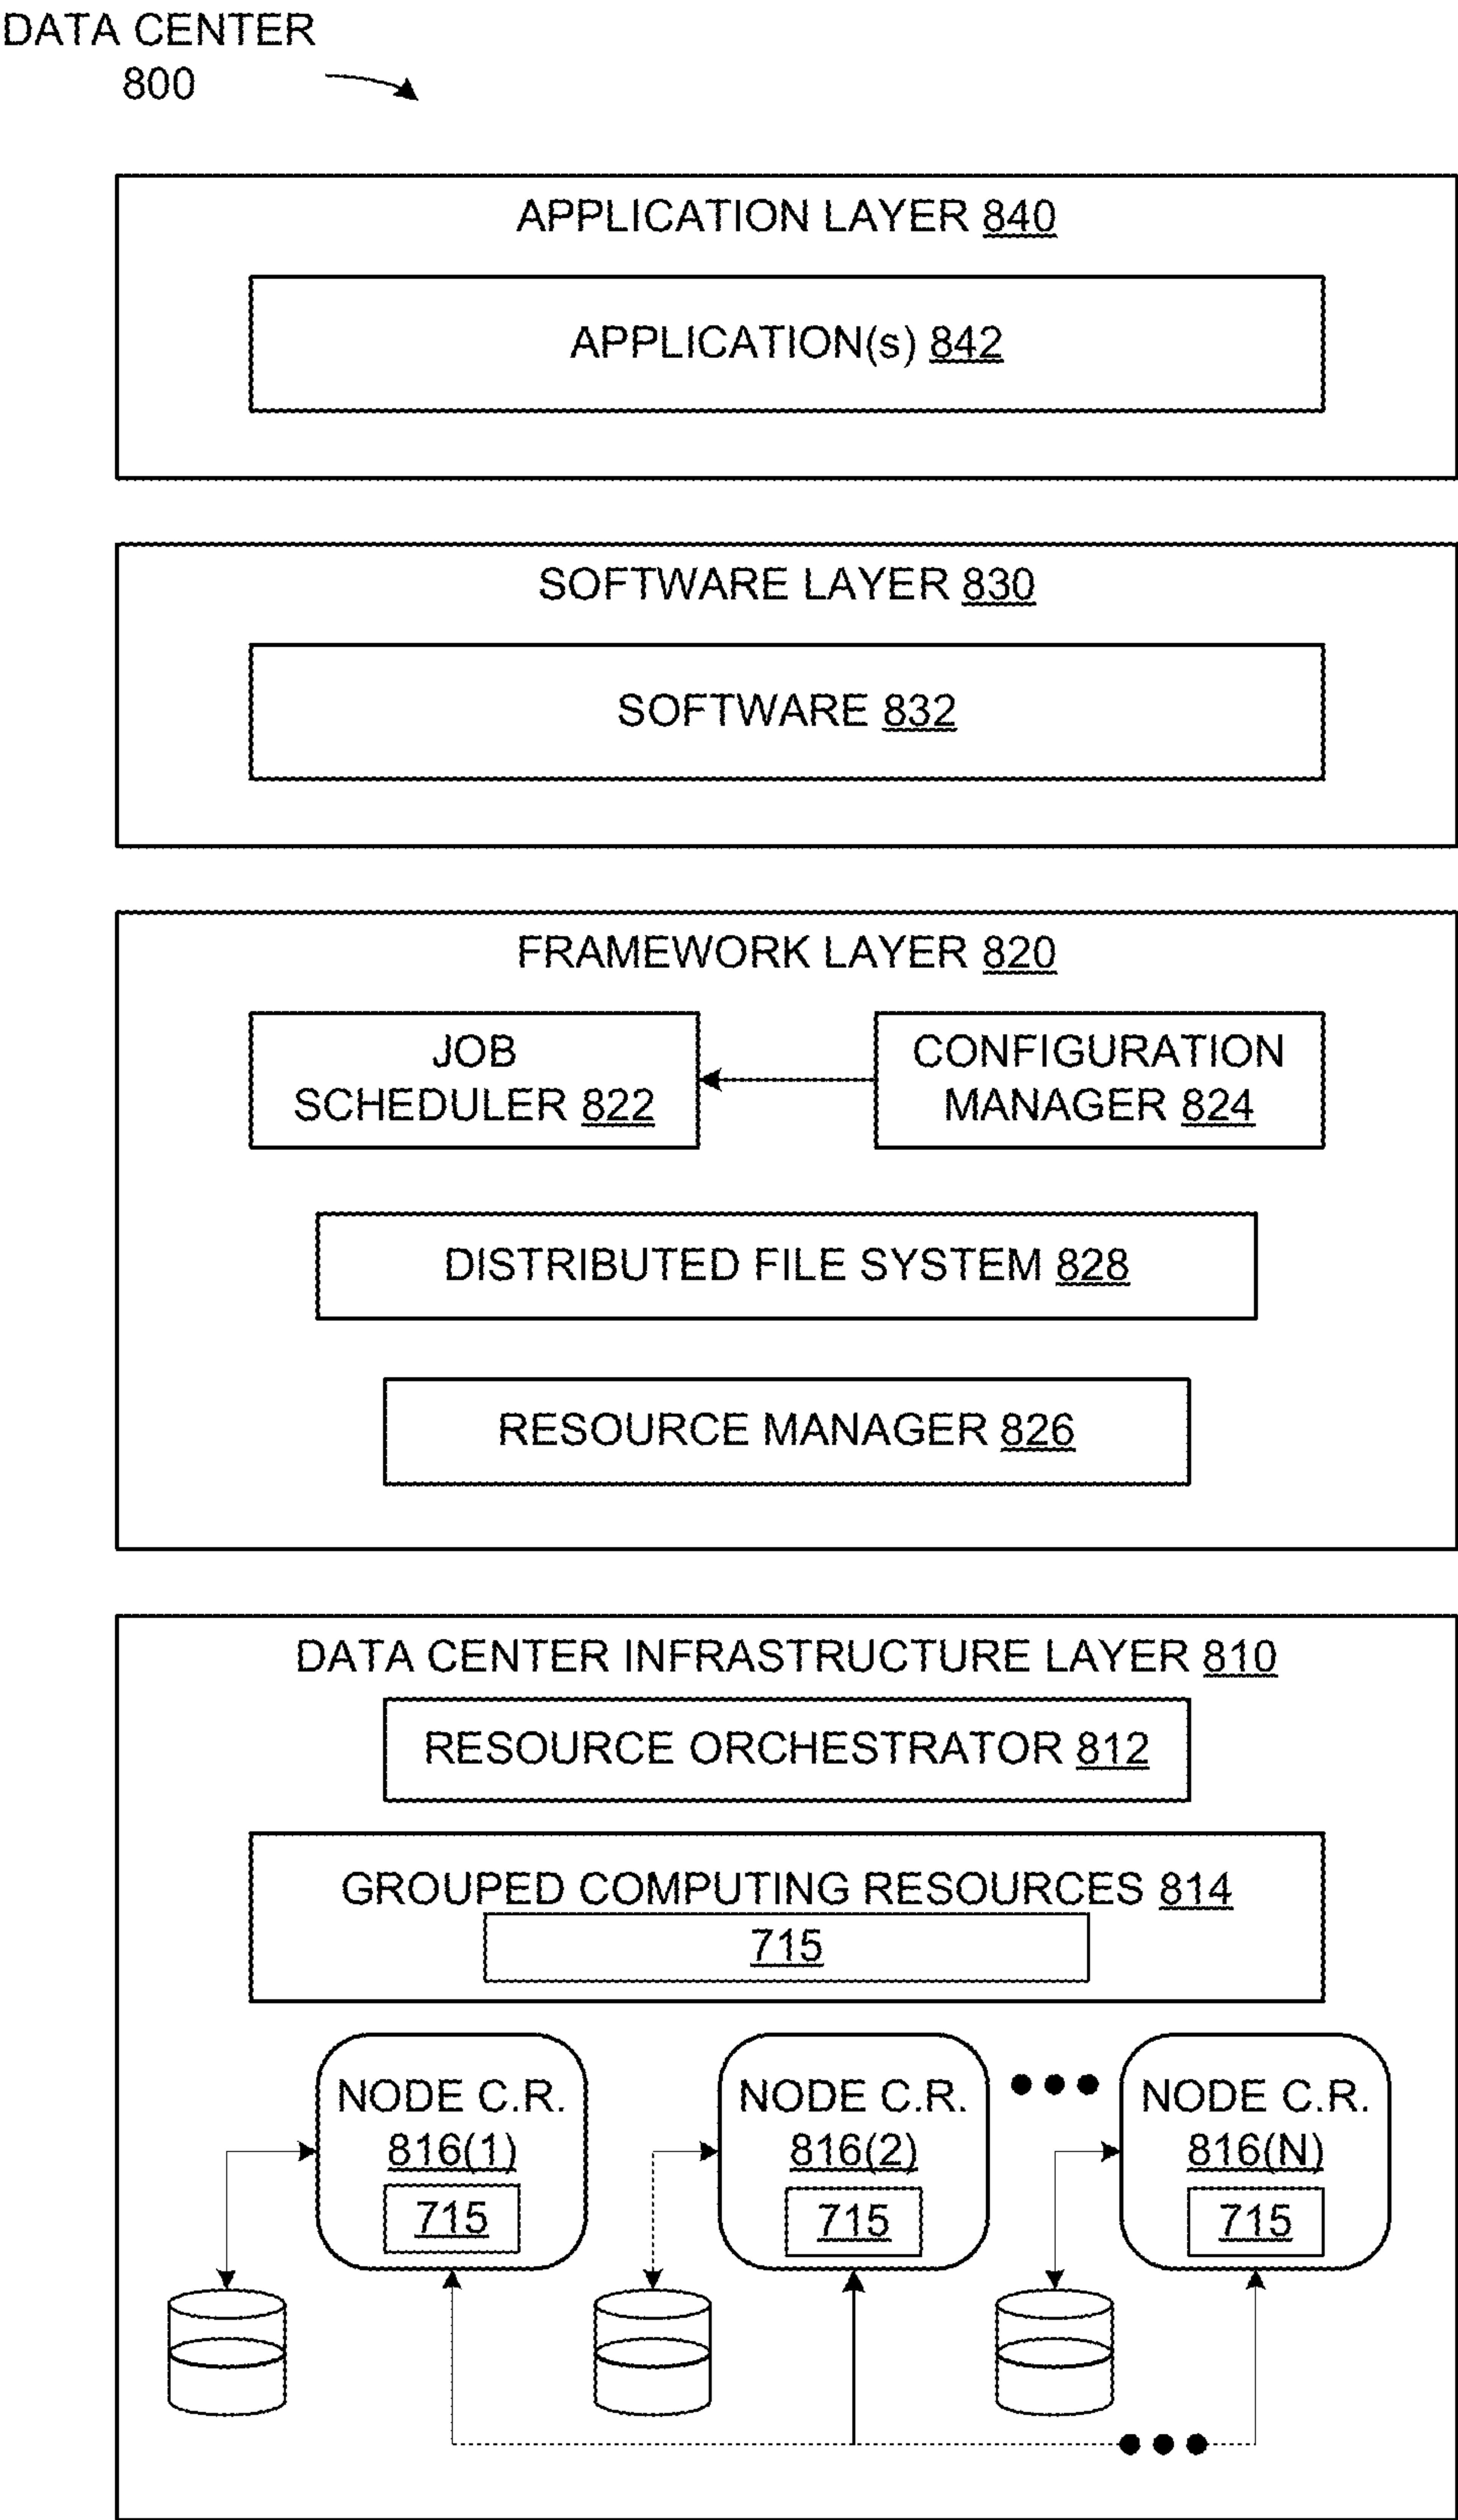 DATA CENTER
800
APPLICATION LAYER 840
APPLICATION(s) 842
SOFTWARE LAYER 830
SOFTWARE 832
FRAMEWORK LAYER 820
JOB
SCHEDULER 822
CONFIGURATION
MANAGER 824
DISTRIBUTED FILE SYSTEM 828
RESOURCE MANAGER 826
DATA CENTER INFRASTRUCTURE LAYER 810
RESOURCE ORCHESTRATOR 812
GROUPED COMPUTING RESOURCES 814
715
NODE C.R.
816(1)
715
NODE C.R.
816(2)
715
NODE C.R.
816(N)
715